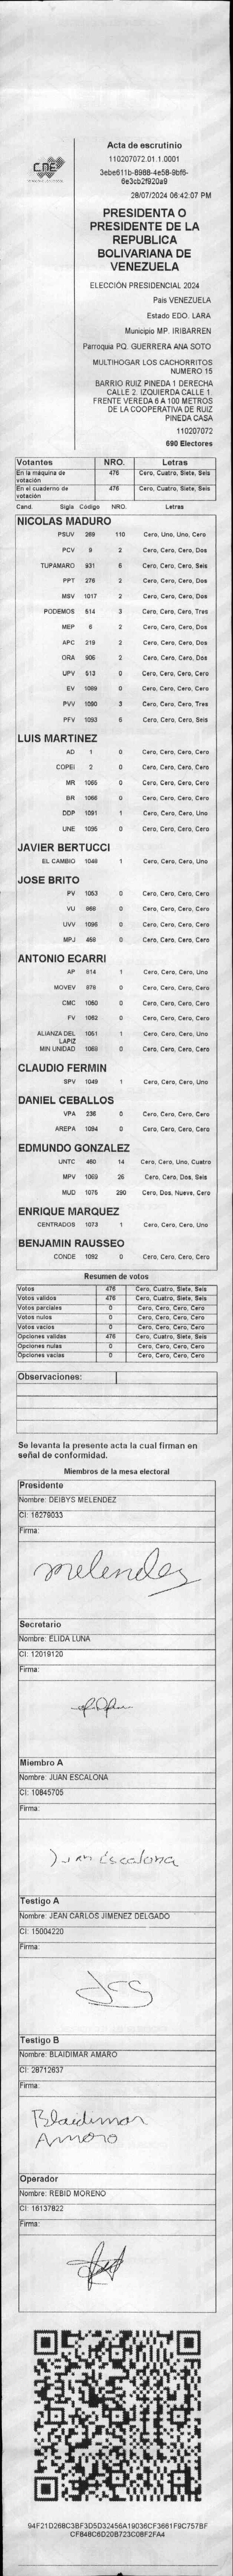 CNE
Acta de escrutinio
110207072.01.1.0001
3ebe611b-8988-4e58-9bf6-
6e3cb2f920a9
28/07/2024 06:42:07 PM
PRESIDENTA O
PRESIDENTE DE LA
REPUBLICA
BOLIVARIANA DE
VENEZUELA
ELECCIÓN PRESIDENCIAL 2024
País VENEZUELA
Estado EDO. LARA
Municipio MP. IRIBARREN
Parroquia PQ. GUERRERA ANA SOTO
MULTIHOGAR LOS CACHORRITOS
NUMERO 15
BARRIO RUIZ PINEDA 1 DERECHA
CALLE 2. IZQUIERDA CALLE 1.
FRENTE VEREDA 6 A 100 METROS
DE LA COOPERATIVA DE RUIZ
PINEDA CASA
110207072
690 Electores
Votantes NRO. Letras
En la máquina de votación 476 Cero, Cuatro, Siete, Seis
En el cuaderno de votación 476 Cero, Cuatro, Siete, Seis
Cand. Sigla Código NRO. Letras
NICOLAS MADURO
PSUV 269 110 Cero, Uno, Uno, Cero
PCV 9 2 Cero, Cero, Cero, Dos
TUPAMARO 931 6 Cero, Cero, Cero, Seis
PPT 276 2 Cero, Cero, Cero, Dos
MSV 1017 2 Cero, Cero, Cero, Dos
PODEMOS 514 3 Cero, Cero, Cero, Tres
MEP 6 2 Cero, Cero, Cero, Dos
APC 219 2 Cero, Cero, Cero, Dos
ORA 906 2 Cero, Cero, Cero, Dos
UPV 513 0 Cero, Cero, Cero, Cero
EV 1089 0 Cero, Cero, Cero, Cero
PVV 1090 3 Cero, Cero, Cero, Tres
PFV 1093 6 Cero, Cero, Cero, Seis
LUIS MARTINEZ
AD 1 0 Cero, Cero, Cero, Cero
COPEI 2 0 Cero, Cero, Cero, Cero
MR 1065 0 Cero, Cero, Cero, Cero
BR 1066 0 Cero, Cero, Cero, Cero
DDP 1091 1 Cero, Cero, Cero, Uno
UNE 1095 0 Cero, Cero, Cero, Cero
JAVIER BERTUCCI
EL CAMBIO 1048 1 Cero, Cero, Cero, Uno
JOSE BRITO
PV 1053 0 Cero, Cero, Cero, Cero
VU 868 0 Cero, Cero, Cero, Cero
UVV 1096 0 Cero, Cero, Cero, Cero
MPJ 459 0 Cero, Cero, Cero, Cero
ANTONIO ECARRI
AP 814 1 Cero, Cero, Cero, Uno
MOVEV 878 0 Cero, Cero, Cero, Cero
CMC 1050 0 Cero, Cero, Cero, Cero
FV 1082 0 Cero, Cero, Cero, Cero
ALIANZA DEL LAPIZ 1051 1 Cero, Cero, Cero, Uno
MIN UNIDAD 1068 0 Cero, Cero, Cero, Cero
CLAUDIO FERMIN
SPV 1049 1 Cero, Cero, Cero, Uno
DANIEL CEBALLOS
VPA 236 0 Cero, Cero, Cero, Cero
AREPA 1094 0 Cero, Cero, Cero, Cero
EDMUNDO GONZALEZ
UNTC 460 14 Cero, Cero, Uno, Cuatro
MPV 1069 26 Cero, Cero, Dos, Seis
MUD 1075 290 Cero, Dos, Nueve, Cero
ENRIQUE MARQUEZ
CENTRADOS 1073 1 Cero, Cero, Cero, Uno
BENJAMIN RAUSSEO
CONDE 1092 0 Cero, Cero, Cero, Cero
Resumen de votos
Votos 476 Cero, Cuatro, Siete, Seis
Votos validos 476 Cero, Cuatro, Siete, Seis
Votos parciales 0 Cero, Cero, Cero, Cero
Votos nulos 0 Cero, Cero, Cero, Cero
Votos vacios 0 Cero, Cero, Cero, Cero
Opciones validas 476 Cero, Cuatro, Siete, Seis
Opciones nulas 0 Cero, Cero, Cero, Cero
Opciones vacias 0 Cero, Cero, Cero, Cero
Observaciones:
Se levanta la presente acta la cual firman en
señal de conformidad.
Miembros de la mesa electoral
Presidente
Nombre: DEIBYS MELENDEZ
CI: 16279033
Firma:
melendez
Secretario
Nombre: ELIDA LUNA
CI: 12019120
Firma:
Miembro A
Nombre: JUAN ESCALONA
CI: 10845705
Firma:
Juan Escalona
Testigo A
Nombre: JEAN CARLOS JIMENEZ DELGADO
CI: 15004220
Firma:
Testigo B
Nombre: BLAIDIMAR AMARO
CI: 28712637
Firma:
Blaidimar
Amaro
Operador
Nombre: REBID MORENO
CI: 16137822
Firma:
94F21D268C3BF3D5D32456A19036CF3661F9C757BF
CF848C6D20B723C08F2FA4